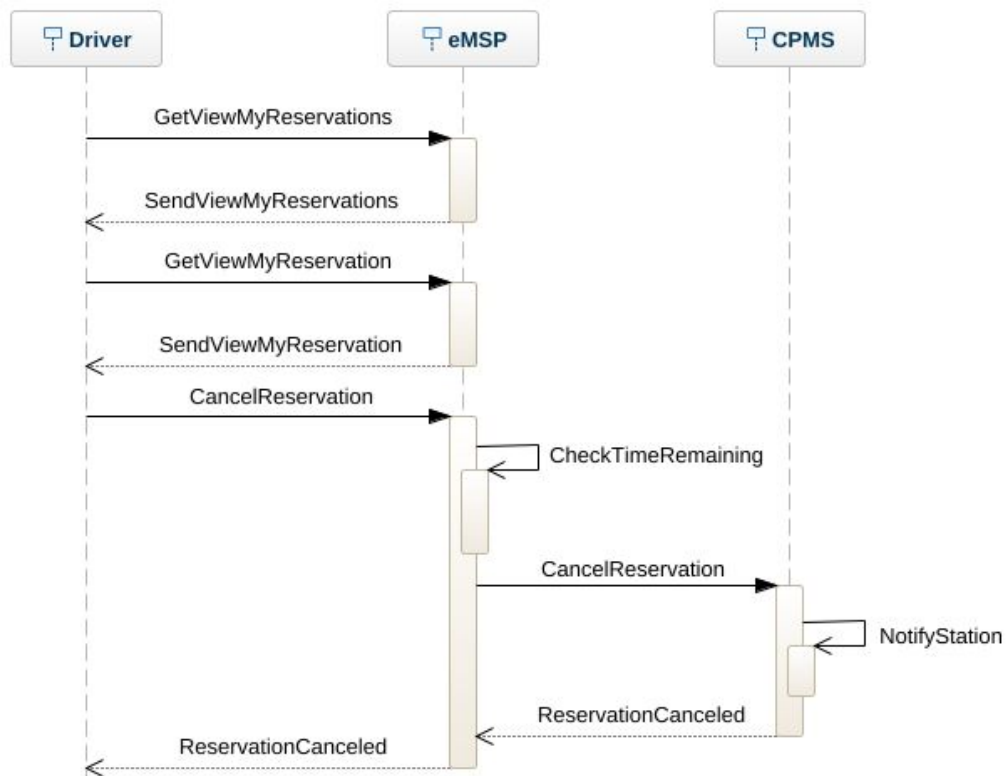 Driver
eMSP
CPMS
GetViewMyReservations
SendViewMyReservations
GetViewMyReservation
SendViewMyReservation
CancelReservation
CheckTimeRemaining
CancelReservation
NotifyStation
ReservationCanceled
ReservationCanceled